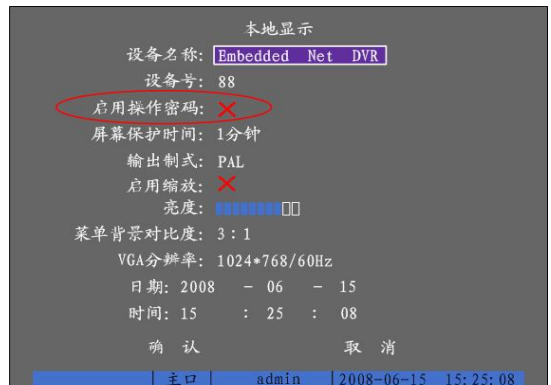 本地显示
设备名称: Embedded Net DVR
设备号: 88
启用操作密码: ✕
屏幕保护时间: 1分钟
输出制式: PAL
启用缩放: ✕
亮度:
菜单背景对比度: 3:1
VGA分辨率: 1024*768/60Hz
日期: 2008 - 06 - 15
时间: 15 : 25 : 08
确 认 取 消
主口 admin 2008-06-15 15:25:08